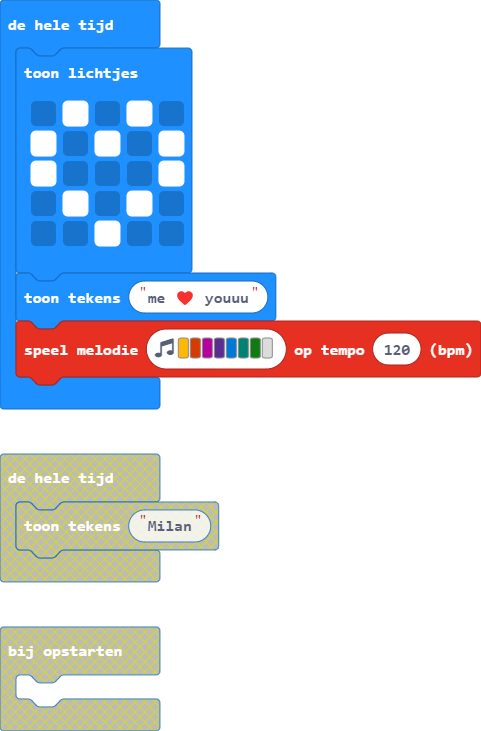 de hele tijd
toon lichtjes
toon tekens "me ❤ youuu"
speel melodie op tempo 120 (bpm)
de hele tijd
toon tekens "Milan"
bij opstarten